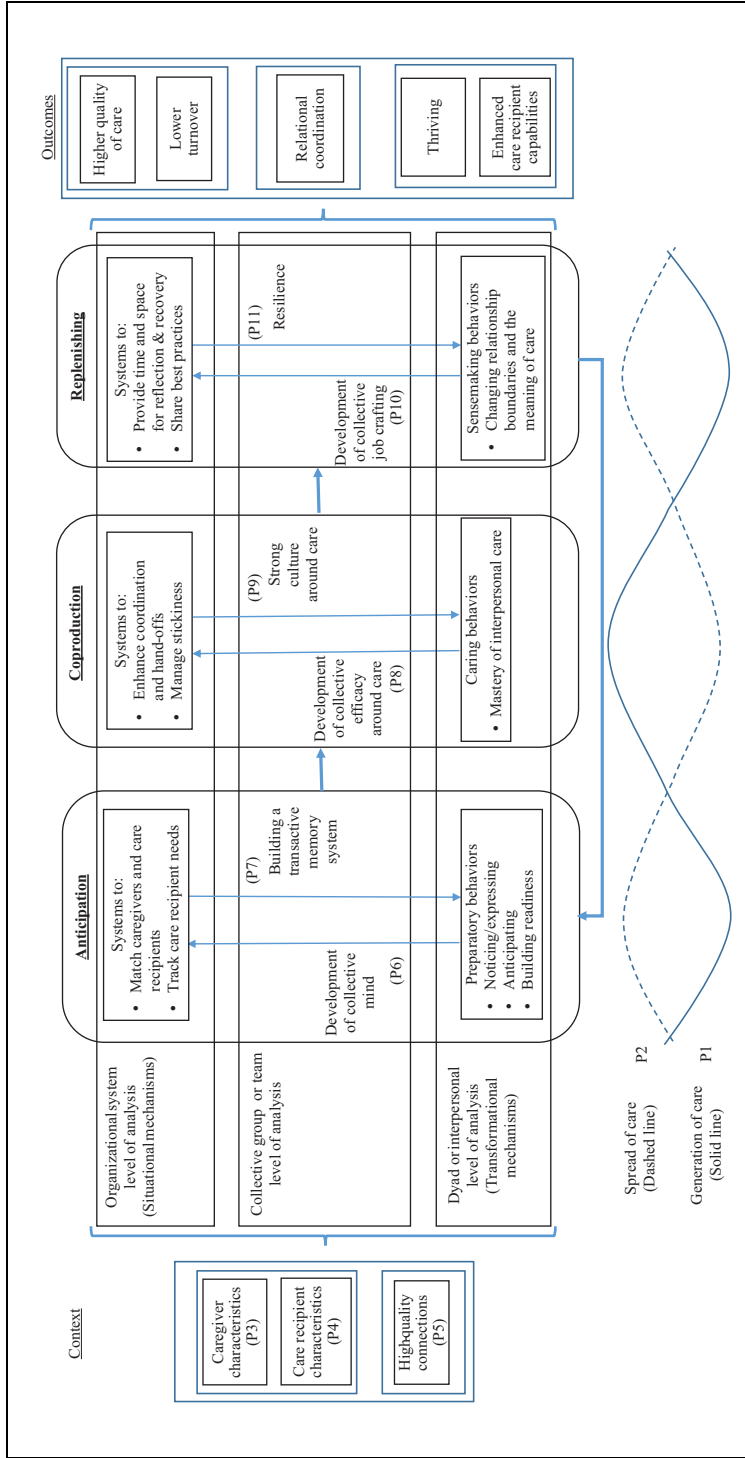 Context
Caregiver
characteristics
(P3)
Care recipient
characteristics
(P4)
High-quality
connections
(P5)
Organizational system
level of analysis
(Situational mechanisms)
Collective group or team
level of analysis
Dyad or interpersonal
level of analysis
(Transformational
mechanisms)
Anticipation
Systems to:
• Match caregivers and care
recipients
• Track care recipient needs
(P7)
Building a
transactive
memory
system
Development
of collective
mind
(P6)
Preparatory behaviors
• Noticing/expressing
• Anticipating
• Building readiness
Coproduction
Systems to:
• Enhance coordination
and hand-offs
• Manage stickiness
(P9)
Strong
culture
around care
Development
of collective
efficacy
around care
(P8)
Caring behaviors
• Mastery of interpersonal care
Replenishing
Systems to:
• Provide time and space
for reflection & recovery
• Share best practices
(P11)
Resilience
Development
of collective
job crafting
(P10)
Sensemaking behaviors
• Changing relationship
boundaries and the
meaning of care
Outcomes
Higher quality
of care
Lower
turnover
Relational
coordination
Thriving
Enhanced
care recipient
capabilities
Spread of care
(Dashed line)
P2
Generation of care
(Solid line)
P1